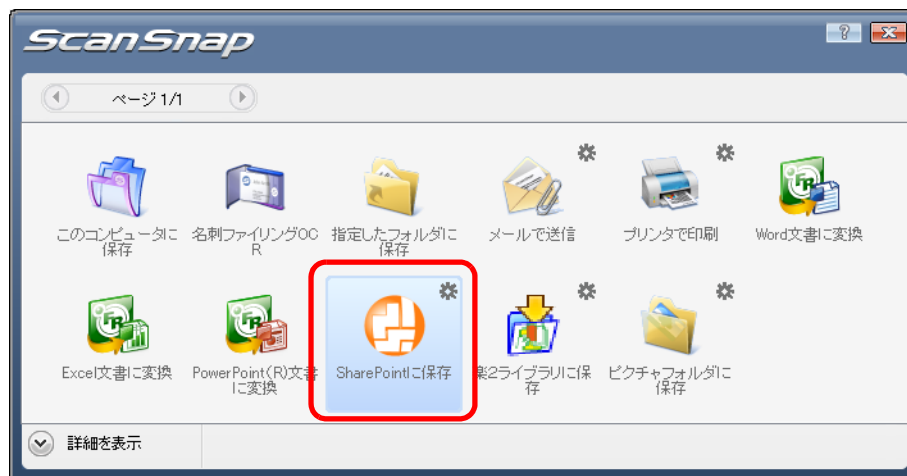 ScanSnap
ページ 1/1
このコンピュータに
保存
名刺ファイリングOC
R
指定したフォルダに
保存
メールで送信
プリンタで印刷
Word文書に変換
Excel文書に変換
PowerPoint(R)文書
に変換
SharePointに保存
楽2ライブラリに保
存
ピクチャフォルダに
保存
詳細を表示